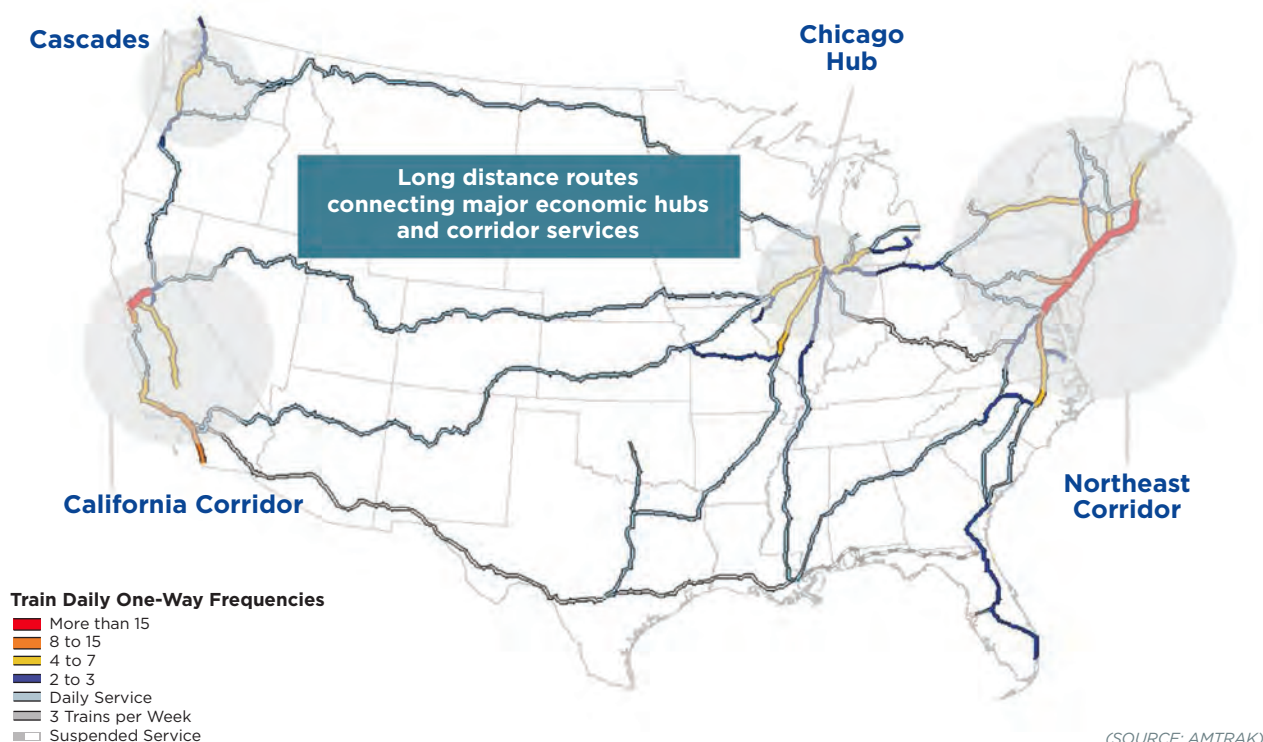 Cascades
Chicago
Hub
Long distance routes
connecting major economic hubs
and corridor services
California Corridor
Northeast
Corridor
Train Daily One-Way Frequencies
More than 15
8 to 15
4 to 7
2 to 3
Daily Service
3 Trains per Week
Suspended Service
(SOURCE: AMTRAK)